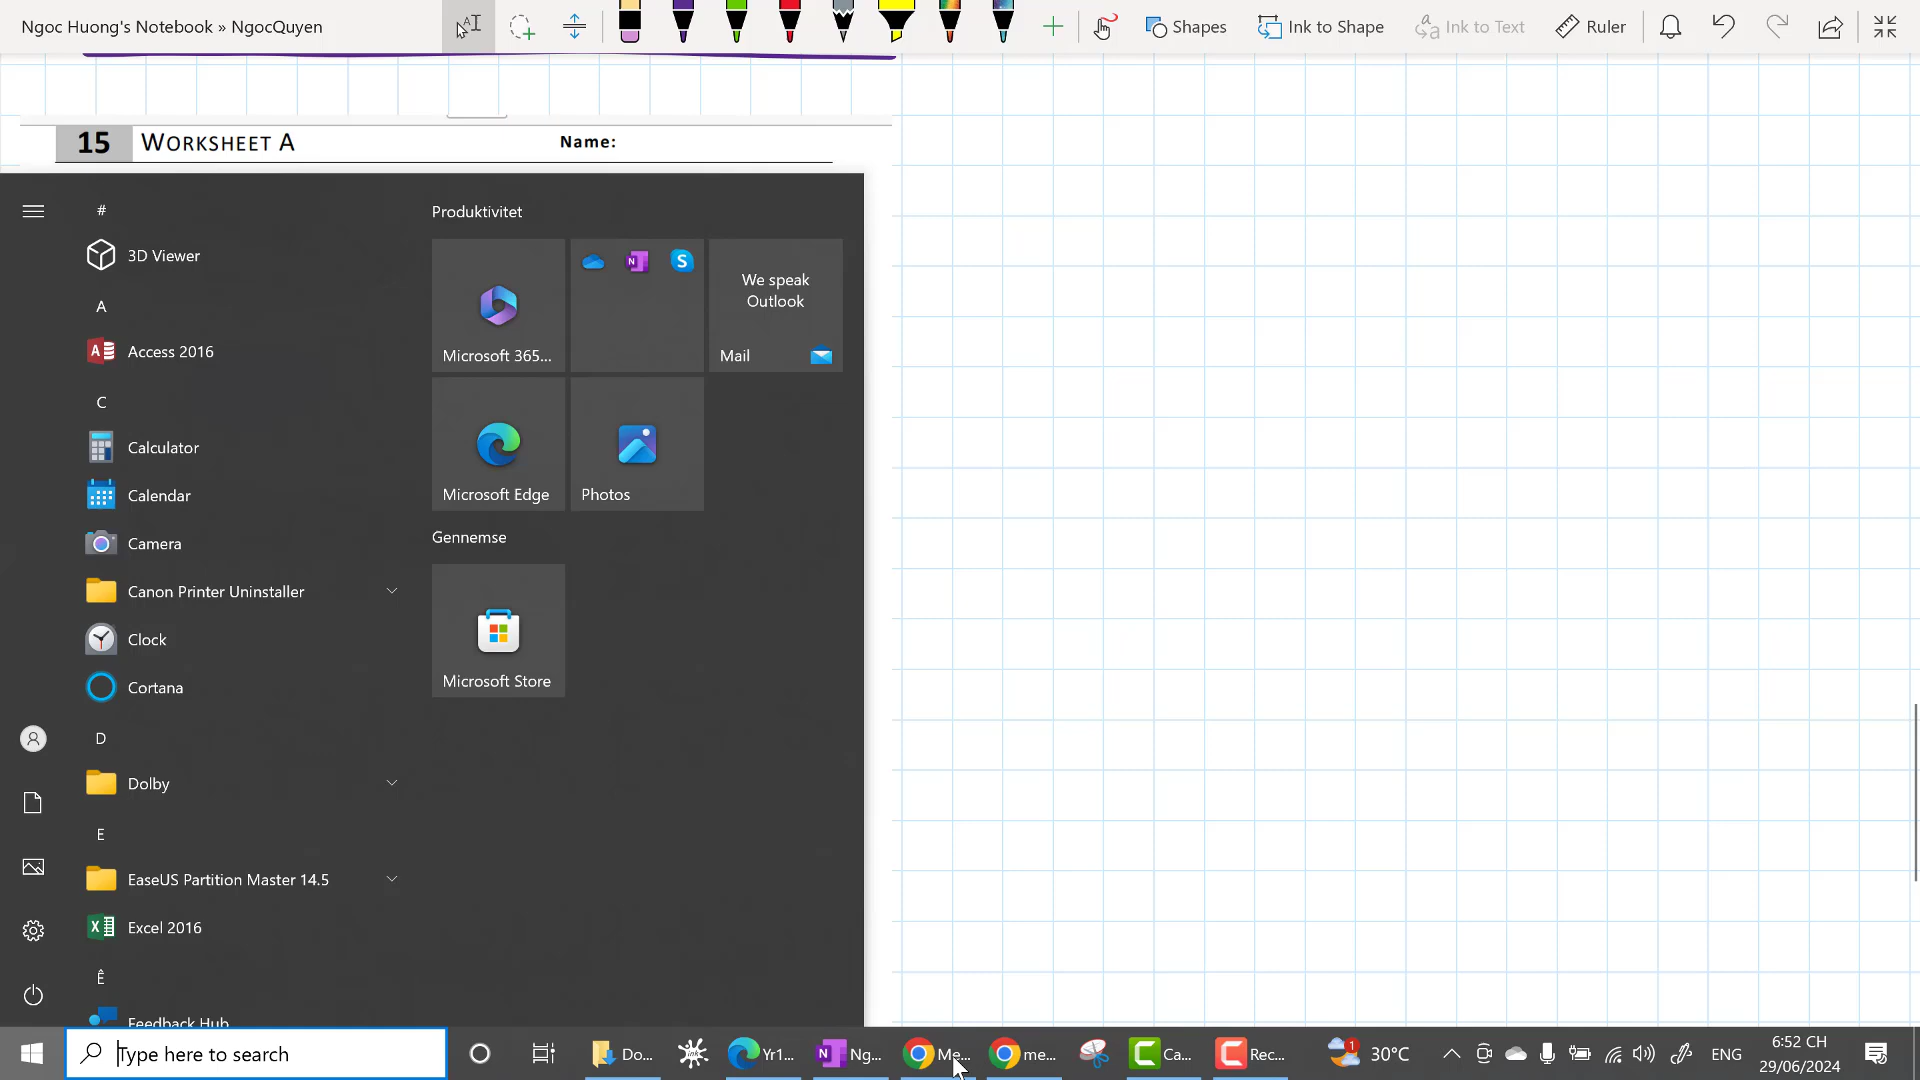 Ngoc Huong's Notebook » NgocQuyen
Shapes
Ink to Shape
Ink to Text
Ruler
15 WORKSHEET A Name:
#
3D Viewer
A
Access 2016
C
Calculator
Calendar
Camera
Canon Printer Uninstaller
Clock
Cortana
D
Dolby
E
EaseUS Partition Master 14.5
Excel 2016
Ê
Feedback Hub
Produktivitet
Microsoft 365...
We speak
Outlook
Mail
Microsoft Edge
Photos
Gennemse
Microsoft Store
Type here to search
Do...
Yr1...
Ng...
Me...
me...
Ca...
Rec...
30°C
ENG
6:52 CH
29/06/2024